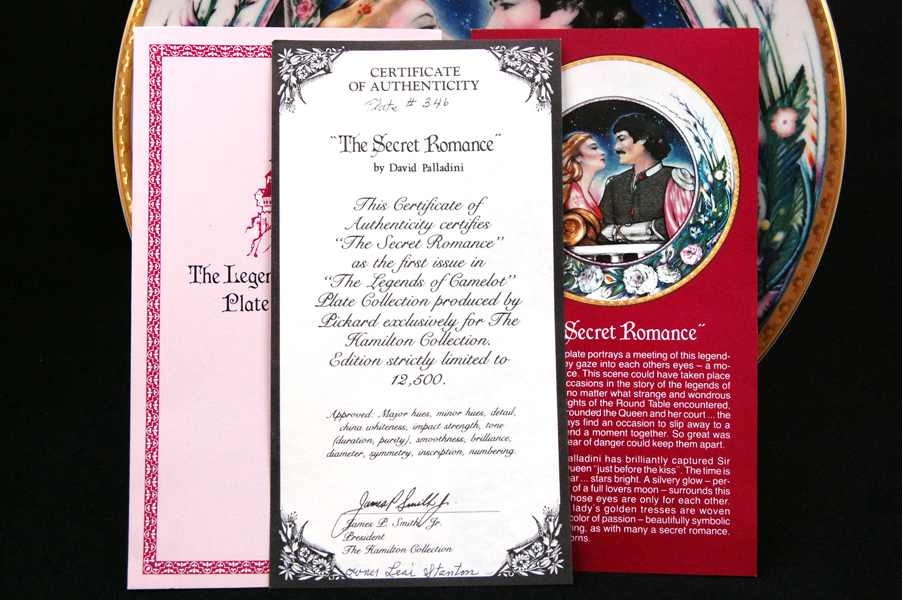 The Legen
Plate
CERTIFICATE
OF AUTHENTICITY
Plate # 346
"The Secret Romance"
by David Palladini
This Certificate of
Authenticity certifies
"The Secret Romance"
as the first issue in
"The Legends of Camelot"
Plate Collection produced by
Pickard exclusively for The
Hamilton Collection.
Edition strictly limited to
12,500.
Approved: Major hues, minor hues, detail,
china whiteness, impact strength, tone
(duration, purity), smoothness, brilliance,
diameter, symmetry, inscription, numbering.
James P. Smith Jr.
James P. Smith, Jr.
President
The Hamilton Collection
owner Leai Stanton
Secret Romance"
plate portrays a meeting of this legend-
ey gaze into each others eyes – a mo-
ce. This scene could have taken place
ccasions in the story of the legends of
no matter what strange and wondrous
ghts of the Round Table encountered,
rounded the Queen and her court ... the
ays find an occasion to slip away to a
end a moment together. So great was
ear of danger could keep them apart.
alladini has brilliantly captured Sir
Queen "just before the kiss". The time is
ar ... stars bright. A silvery glow – per-
of a full lovers moon – surrounds this
hose eyes are only for each other.
lady's golden tresses are woven
color of passion – beautifully symbolic
ing, as with many a secret romance,
orns.